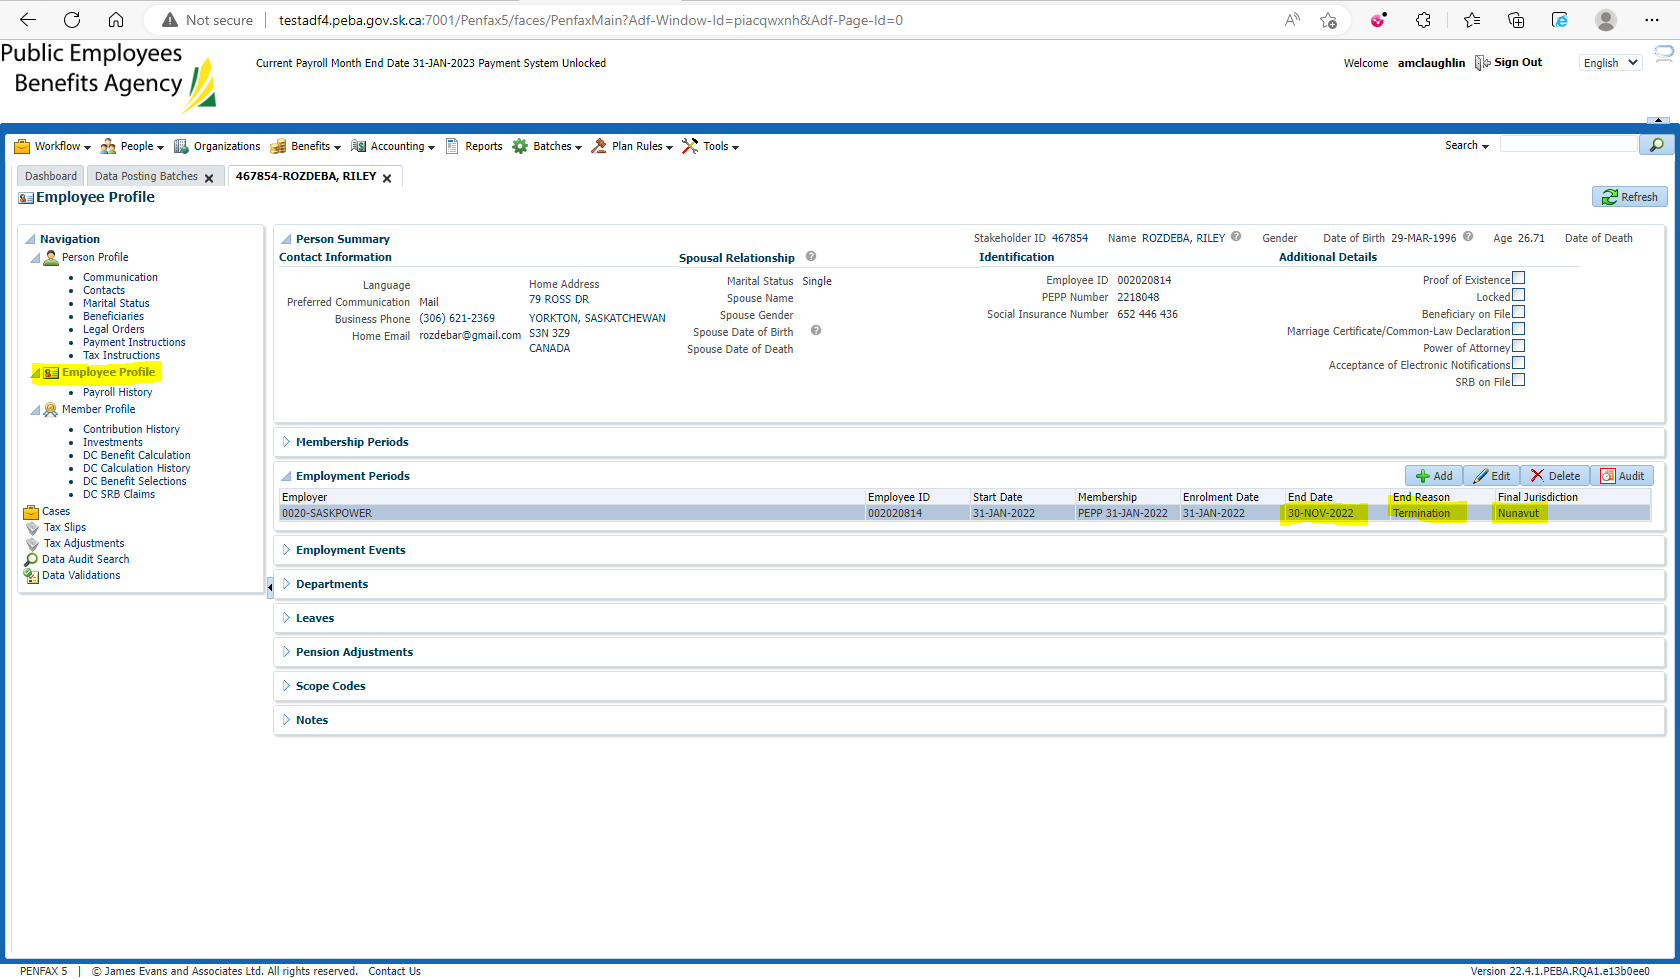 Not secure | testadf4.peba.gov.sk.ca:7001/Penfax5/faces/PenfaxMain?Adf-Window-Id=piacqwxnh&Adf-Page-Id=0
Public Employees
Benefits Agency
Current Payroll Month End Date 31-JAN-2023 Payment System Unlocked
Welcome amclaughlin Sign Out English
Workflow People Organizations Benefits Accounting Reports Batches Plan Rules Tools Search
Dashboard Data Posting Batches 467854-ROZDEBA, RILEY
Employee Profile Refresh
Navigation
Person Profile
Communication
Contacts
Marital Status
Beneficiaries
Legal Orders
Payment Instructions
Tax Instructions
Employee Profile
Payroll History
Member Profile
Contribution History
Investments
DC Benefit Calculation
DC Calculation History
DC Benefit Selections
DC SRB Claims
Cases
Tax Slips
Tax Adjustments
Data Audit Search
Data Validations
Person Summary Stakeholder ID 467854 Name ROZDEBA, RILEY Gender Date of Birth 29-MAR-1996 Age 26.71 Date of Death
Contact Information
Language
Preferred Communication Mail
Business Phone (306) 621-2369
Home Email rozdebar@gmail.com
Home Address
79 ROSS DR
YORKTON, SASKATCHEWAN
S3N 3Z9
CANADA
Spousal Relationship
Marital Status Single
Spouse Name
Spouse Gender
Spouse Date of Birth
Spouse Date of Death
Identification
Employee ID 002020814
PEPP Number 2218048
Social Insurance Number 652 446 436
Additional Details
Proof of Existence
Locked
Beneficiary on File
Marriage Certificate/Common-Law Declaration
Power of Attorney
Acceptance of Electronic Notifications
SRB on File
Membership Periods
Employment Periods Add Edit Delete Audit
Employer Employee ID Start Date Membership Enrolment Date End Date End Reason Final Jurisdiction
0020-SASKPOWER 002020814 31-JAN-2022 PEPP 31-JAN-2022 31-JAN-2022 30-NOV-2022 Termination Nunavut
Employment Events
Departments
Leaves
Pension Adjustments
Scope Codes
Notes
PENFAX 5 | © James Evans and Associates Ltd. All rights reserved. Contact Us Version 22.4.1.PEBA.RQA1.e13b0ee0